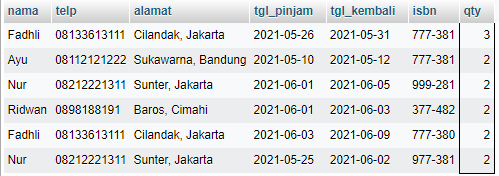 nama telp alamat tgl_pinjam tgl_kembali isbn qty
Fadhli 08133613111 Cilandak, Jakarta 2021-05-26 2021-05-31 777-381 3
Ayu 08112121222 Sukawarna, Bandung 2021-05-10 2021-05-12 777-381 2
Nur 08212221311 Sunter, Jakarta 2021-06-01 2021-06-05 999-281 2
Ridwan 0898188191 Baros, Cimahi 2021-06-01 2021-06-03 377-482 2
Fadhli 08133613111 Cilandak, Jakarta 2021-06-03 2021-06-09 777-380 2
Nur 08212221311 Sunter, Jakarta 2021-05-25 2021-06-02 977-381 2